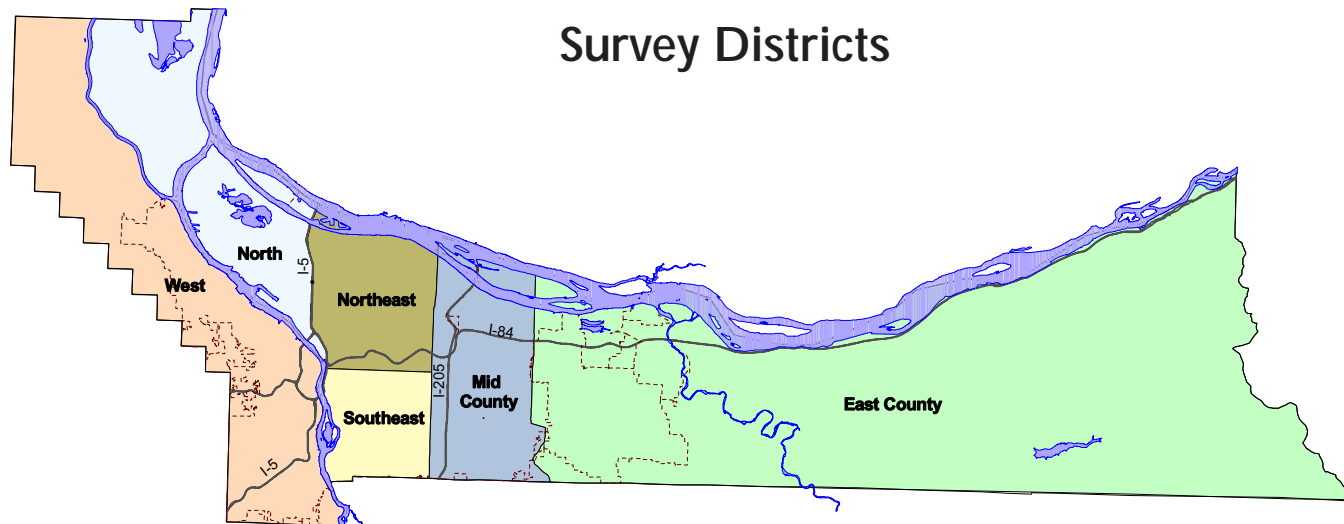 Survey Districts
North
I-5
West
Northeast
I-84
I-205
Mid
County
East County
Southeast
I-5